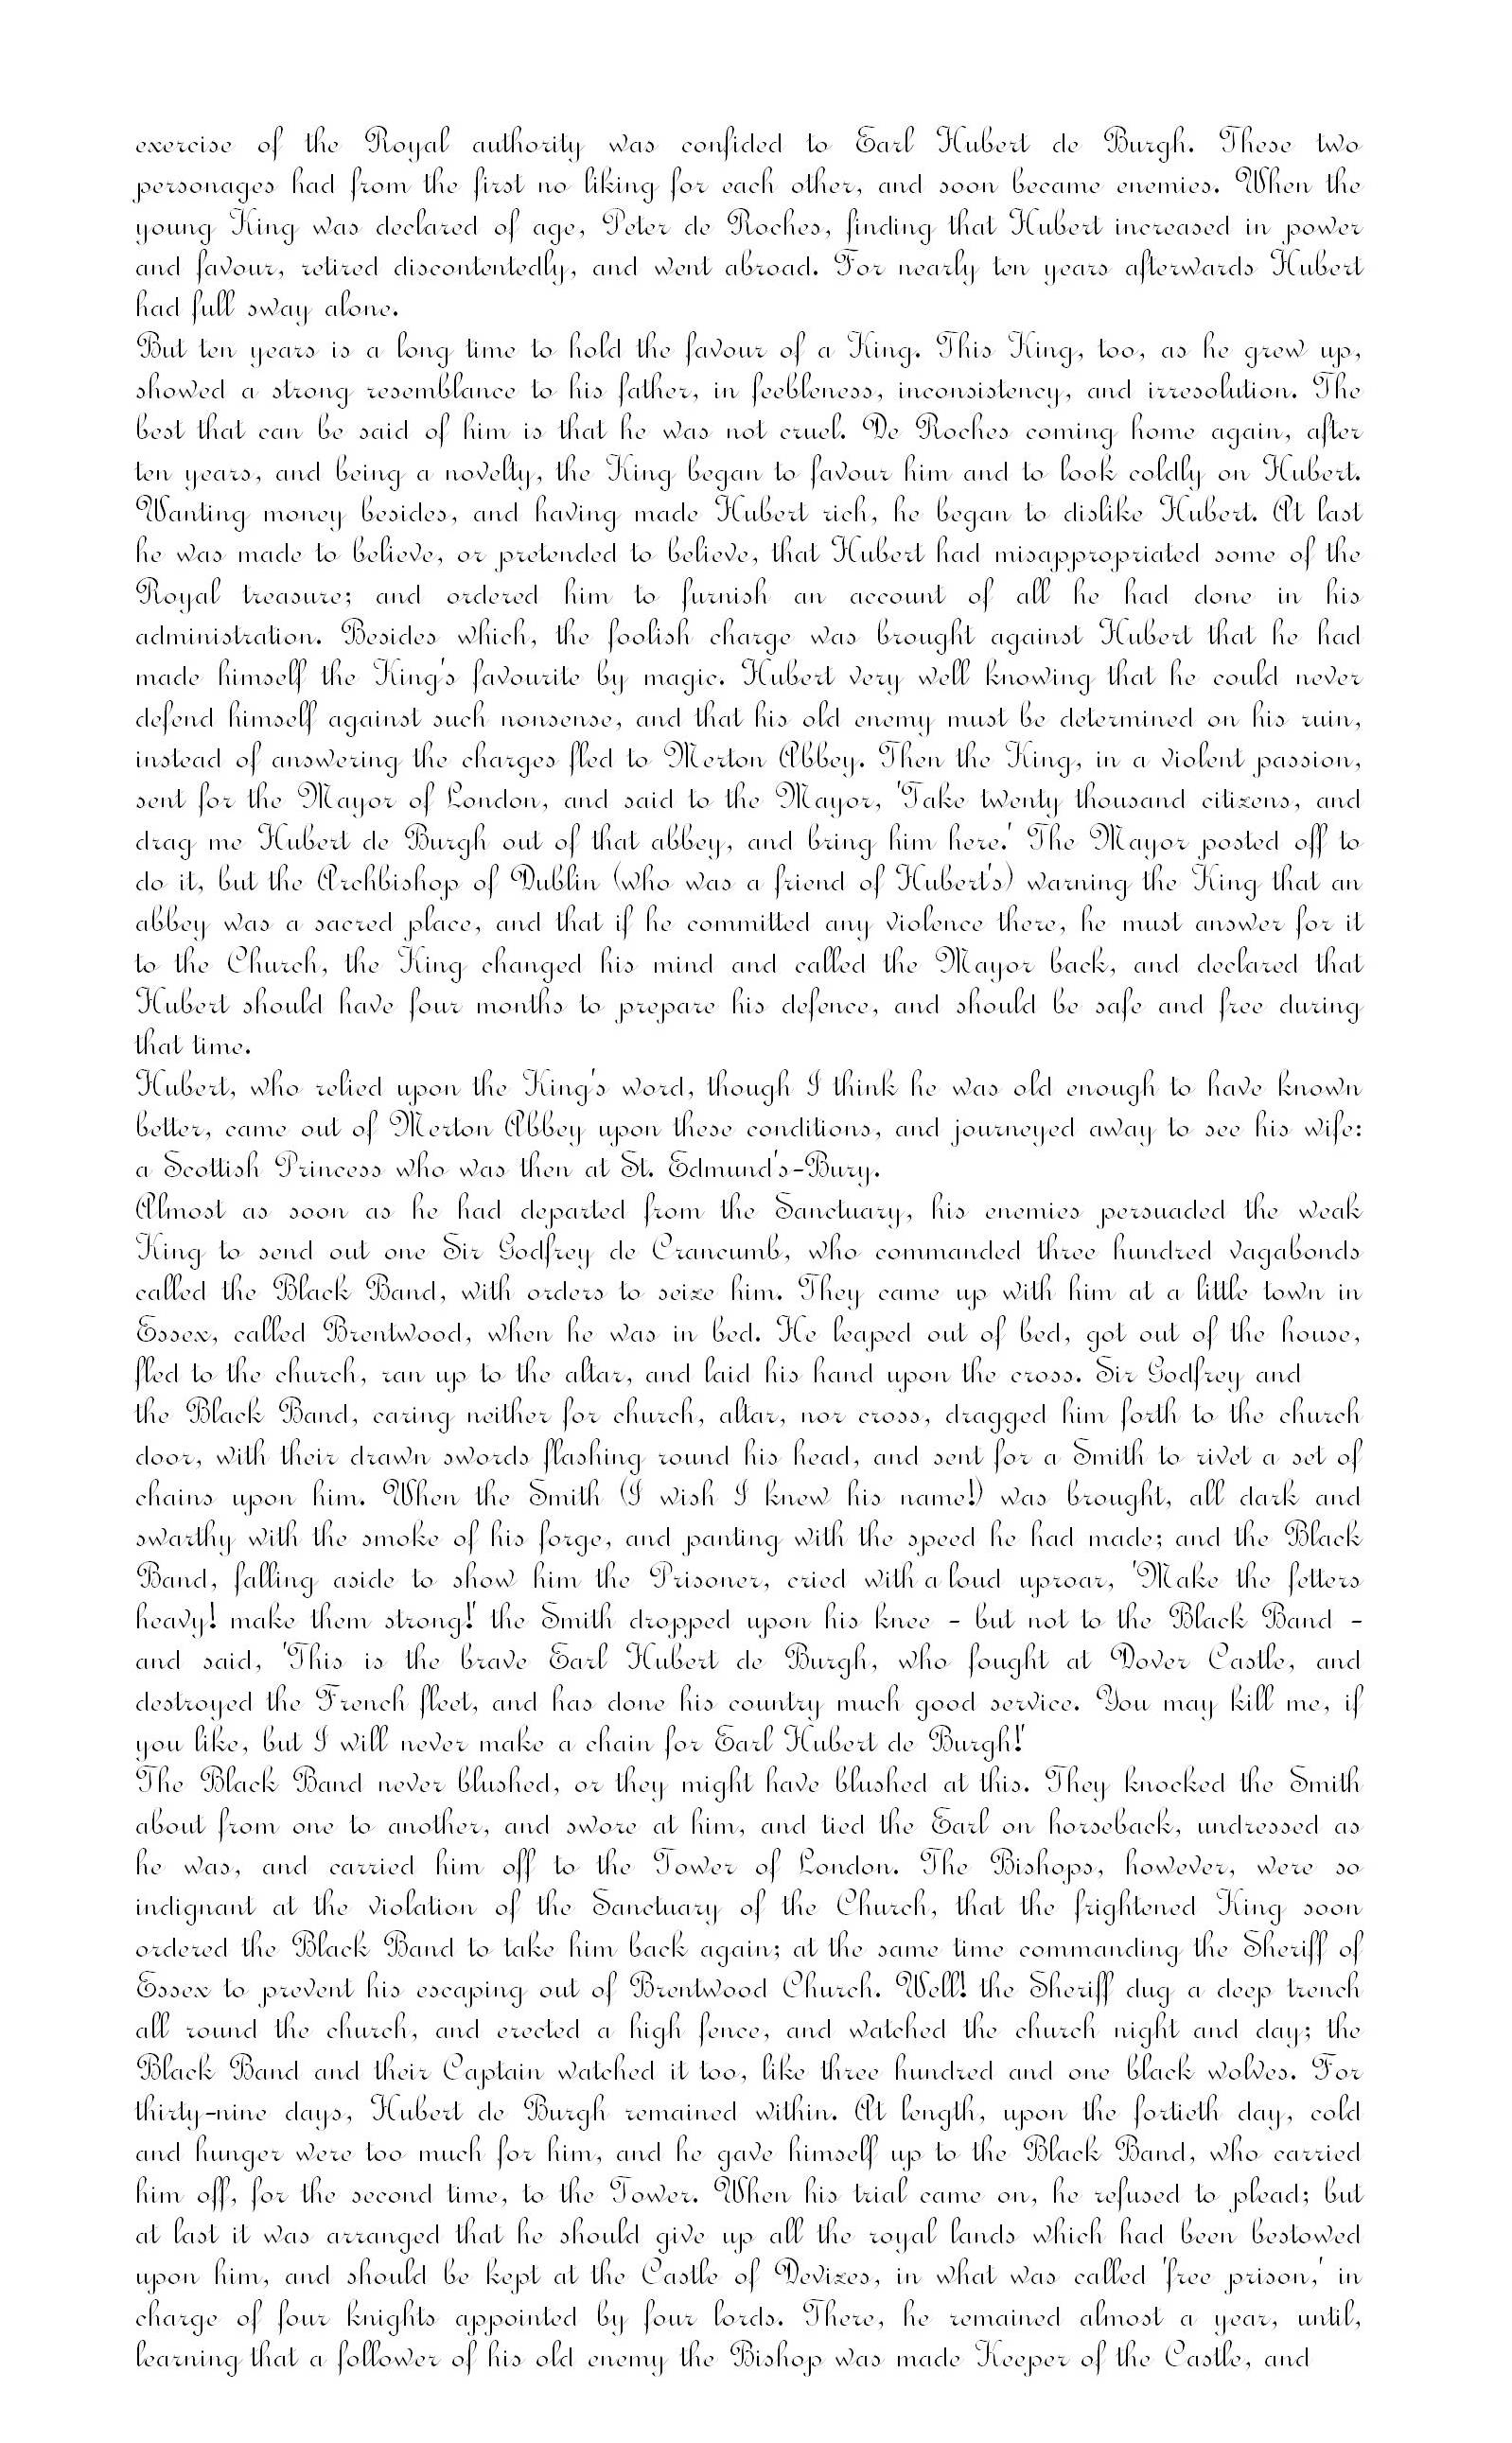 exercise of the Royal authority was confided to Earl Hubert de Burgh. These two
personages had from the first no liking for each other, and soon became enemies. When the
young King was declared of age, Peter de Roches, finding that Hubert increased in power
and favour, retired discontentedly, and went abroad. For nearly ten years afterwards Hubert
had full sway alone.
But ten years is a long time to hold the favour of a King. This King, too, as he grew up,
showed a strong resemblance to his father, in feebleness, inconsistency, and irresolution. The
best that can be said of him is that he was not cruel. De Roches coming home again, after
ten years, and being a novelty, the King began to favour him and to look coldly on Hubert.
Wanting money besides, and having made Hubert rich, he began to dislike Hubert. At last
he was made to believe, or pretended to believe, that Hubert had misappropriated some of the
Royal treasure; and ordered him to furnish an account of all he had done in his
administration. Besides which, the foolish charge was brought against Hubert that he had
made himself the King's favourite by magic. Hubert very well knowing that he could never
defend himself against such nonsense, and that his old enemy must be determined on his ruin,
instead of answering the charges fled to Merton Abbey. Then the King, in a violent passion,
sent for the Mayor of London, and said to the Mayor, 'Take twenty thousand citizens, and
drag me Hubert de Burgh out of that abbey, and bring him here.' The Mayor posted off to
do it, but the Archbishop of Dublin (who was a friend of Hubert's) warning the King that an
abbey was a sacred place, and that if he committed any violence there, he must answer for it
to the Church, the King changed his mind and called the Mayor back, and declared that
Hubert should have four months to prepare his defence, and should be safe and free during
that time.
Hubert, who relied upon the King's word, though I think he was old enough to have known
better, came out of Merton Abbey upon these conditions, and journeyed away to see his wife:
a Scottish Princess who was then at St. Edmund's-Bury.
Almost as soon as he had departed from the Sanctuary, his enemies persuaded the weak
King to send out one Sir Godfrey de Crancumb, who commanded three hundred vagabonds
called the Black Band, with orders to seize him. They came up with him at a little town in
Essex, called Brentwood, when he was in bed. He leaped out of bed, got out of the house,
fled to the church, ran up to the altar, and laid his hand upon the cross. Sir Godfrey and
the Black Band, caring neither for church, altar, nor cross, dragged him forth to the church
door, with their drawn swords flashing round his head, and sent for a Smith to rivet a set of
chains upon him. When the Smith (I wish I knew his name!) was brought, all dark and
swarthy with the smoke of his forge, and panting with the speed he had made; and the Black
Band, falling aside to show him the Prisoner, cried with a loud uproar, 'Make the fetters
heavy! make them strong!' the Smith dropped upon his knee - but not to the Black Band -
and said, 'This is the brave Earl Hubert de Burgh, who fought at Dover Castle, and
destroyed the French fleet, and has done his country much good service. You may kill me, if
you like, but I will never make a chain for Earl Hubert de Burgh!'
The Black Band never blushed, or they might have blushed at this. They knocked the Smith
about from one to another, and swore at him, and tied the Earl on horseback, undressed as
he was, and carried him off to the Tower of London. The Bishops, however, were so
indignant at the violation of the Sanctuary of the Church, that the frightened King soon
ordered the Black Band to take him back again; at the same time commanding the Sheriff of
Essex to prevent his escaping out of Brentwood Church. Well! the Sheriff dug a deep trench
all round the church, and erected a high fence, and watched the church night and day; the
Black Band and their Captain watched it too, like three hundred and one black wolves. For
thirty-nine days, Hubert de Burgh remained within. At length, upon the fortieth day, cold
and hunger were too much for him, and he gave himself up to the Black Band, who carried
him off, for the second time, to the Tower. When his trial came on, he refused to plead; but
at last it was arranged that he should give up all the royal lands which had been bestowed
upon him, and should be kept at the Castle of Devizes, in what was called 'free prison,' in
charge of four knights appointed by four lords. There, he remained almost a year, until,
learning that a follower of his old enemy the Bishop was made Keeper of the Castle, and